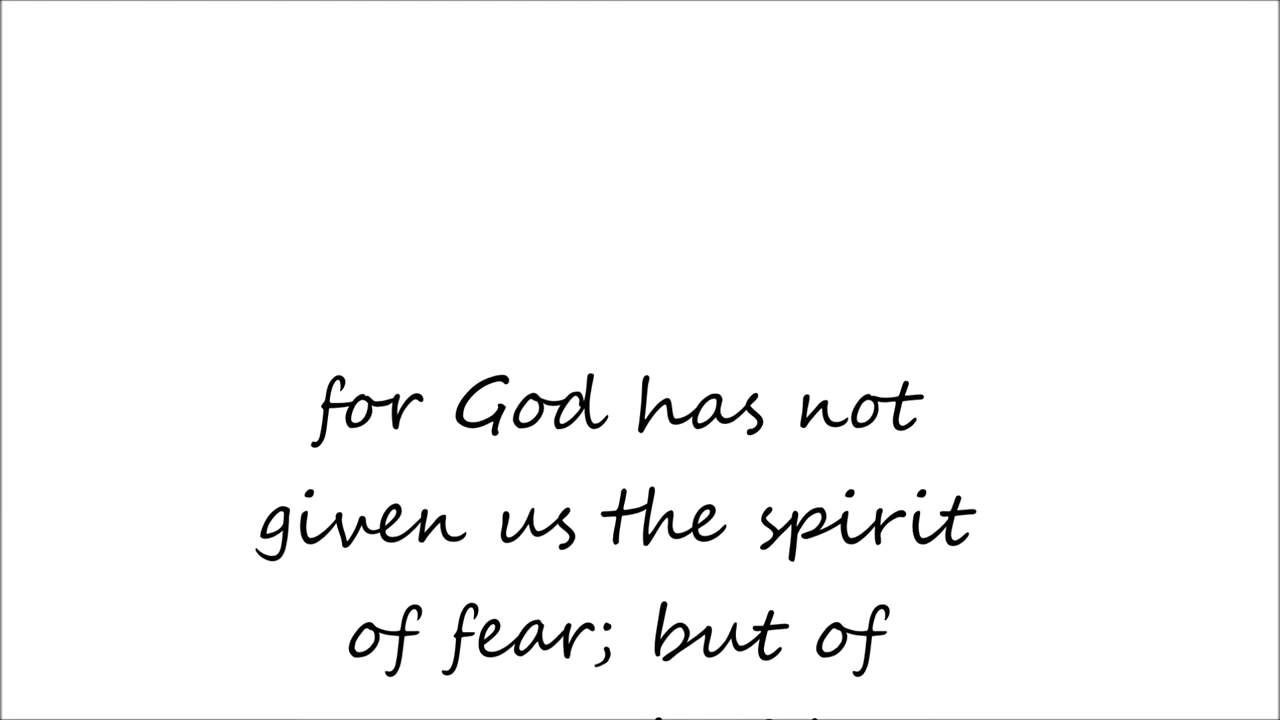 for God has not
given us the spirit
of fear; but of